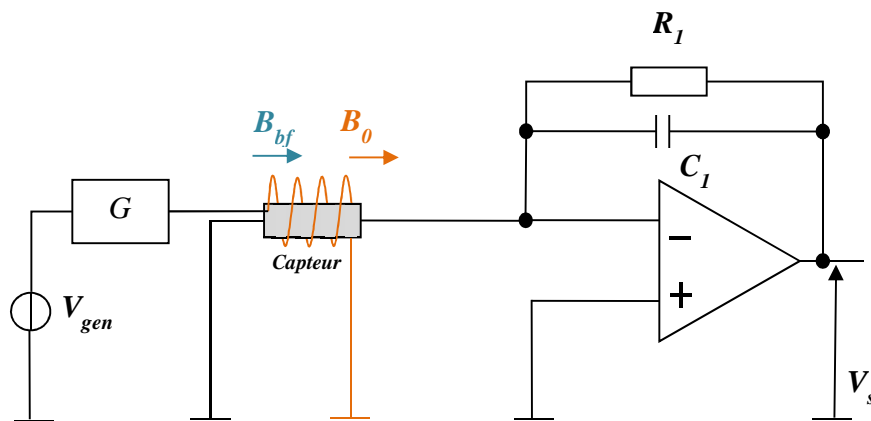 R1
Bbf B0
C1
G
Capteur
−
+
Vgen
Vs